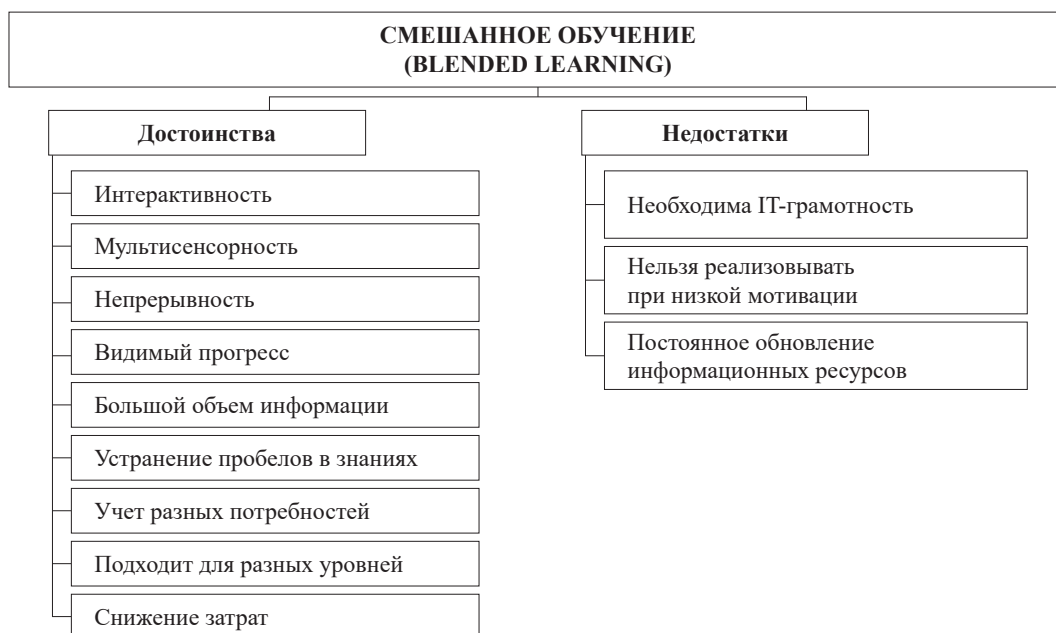 СМЕШАННОЕ ОБУЧЕНИЕ
(BLENDED LEARNING)
Достоинства
Интерактивность
Мультисенсорность
Непрерывность
Видимый прогресс
Большой объем информации
Устранение пробелов в знаниях
Учет разных потребностей
Подходит для разных уровней
Снижение затрат
Недостатки
Необходима IT-грамотность
Нельзя реализовывать
при низкой мотивации
Постоянное обновление
информационных ресурсов